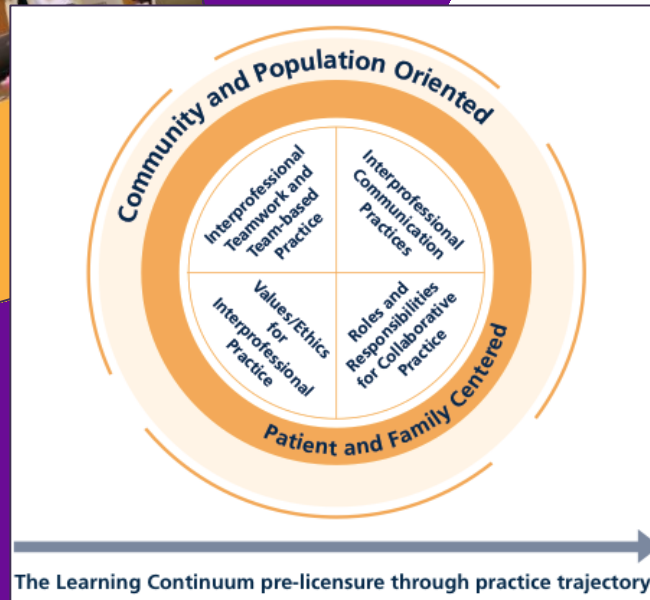 Community and Population Oriented
Interprofessional
Teamwork and
Team-based
Practice
Interprofessional
Communication
Practices
Values/Ethics
for
Interprofessional
Practice
Roles and
Responsibilities
for Collaborative
Practice
Patient and Family Centered
The Learning Continuum pre-licensure through practice trajectory